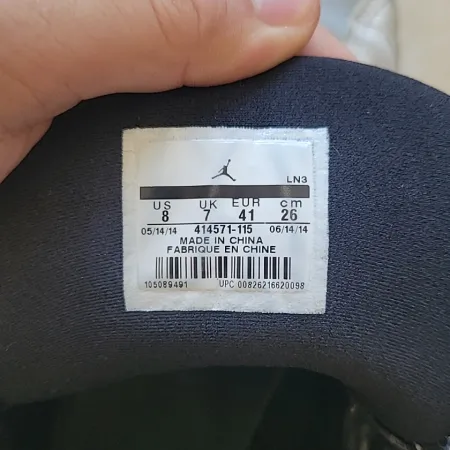 LN3
US UK EUR cm
8 7 41 26
05/14/14 414571-115 06/14/14
MADE IN CHINA
FABRIQUE EN CHINE
105089491 UPC 00826216620098